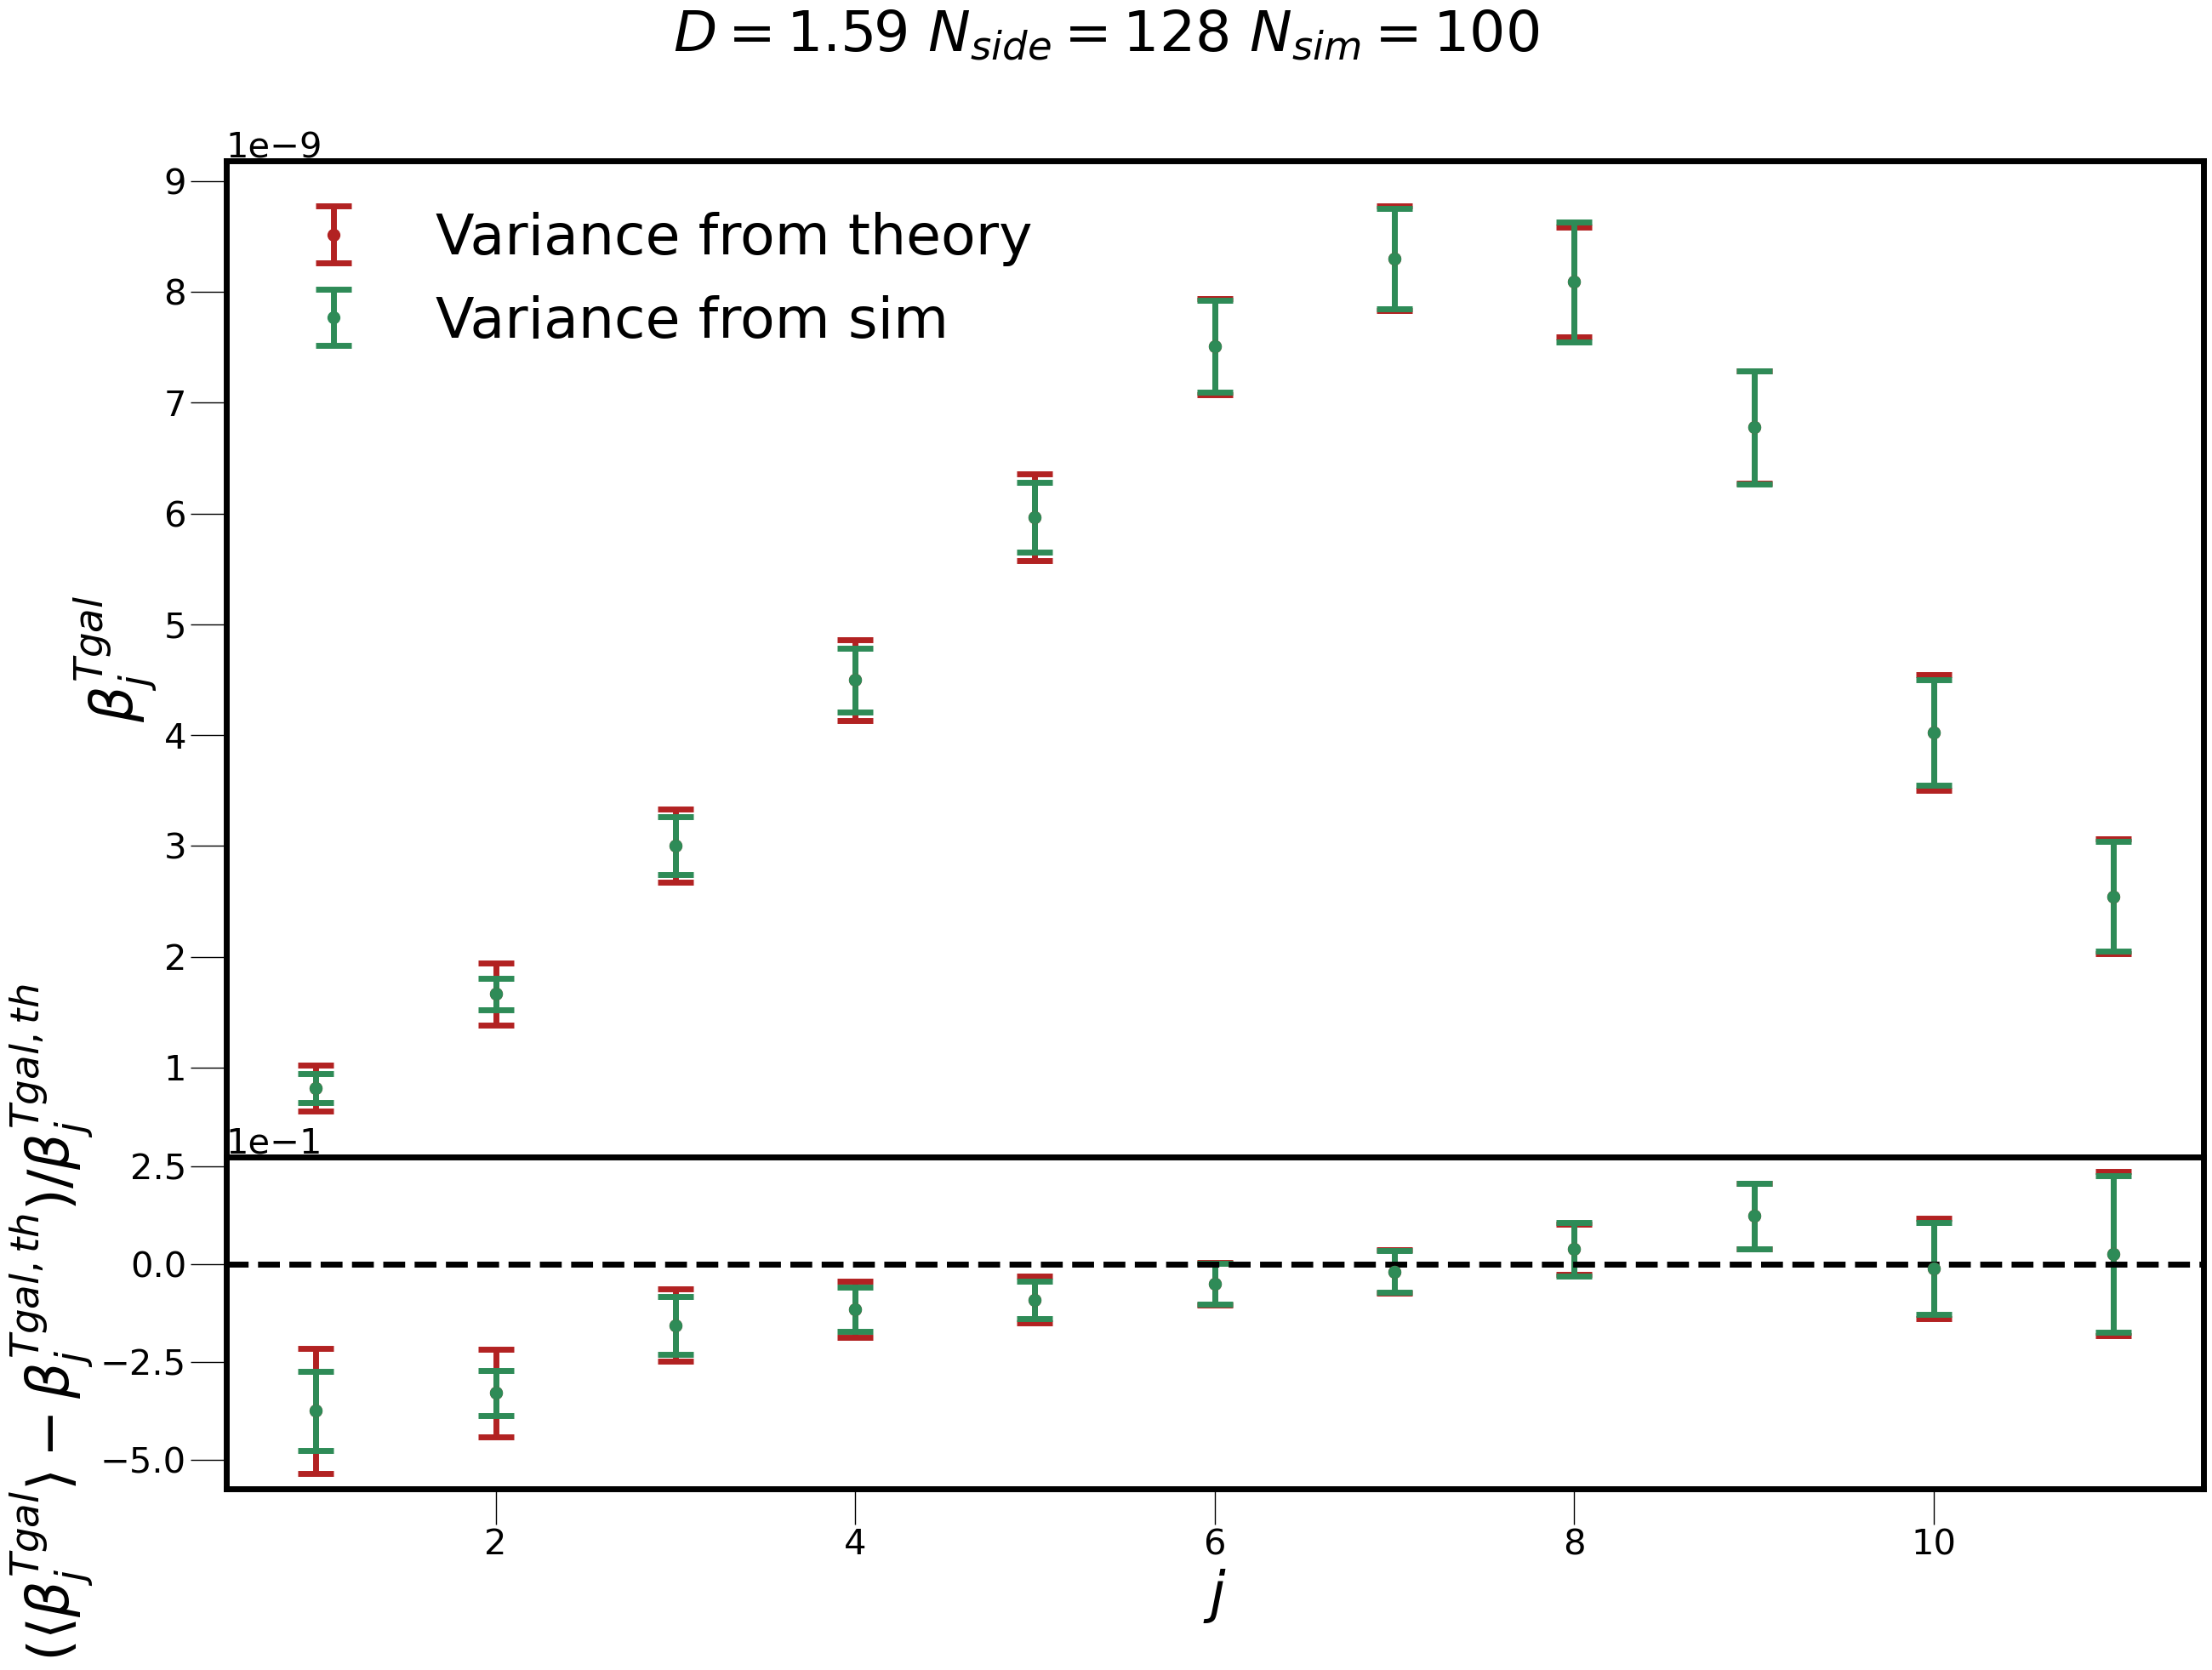 D = 1.59 N_side = 128 N_sim = 100
1e−9
9
8
7
6
5
4
3
2
1
Variance from theory
Variance from sim
β_j^{Tgal}
1e−1
2.5
0.0
−2.5
−5.0
(⟨β_j^{Tgal}⟩ − β_j^{Tgal, th})/β_j^{Tgal, th}
2 4 6 8 10
j